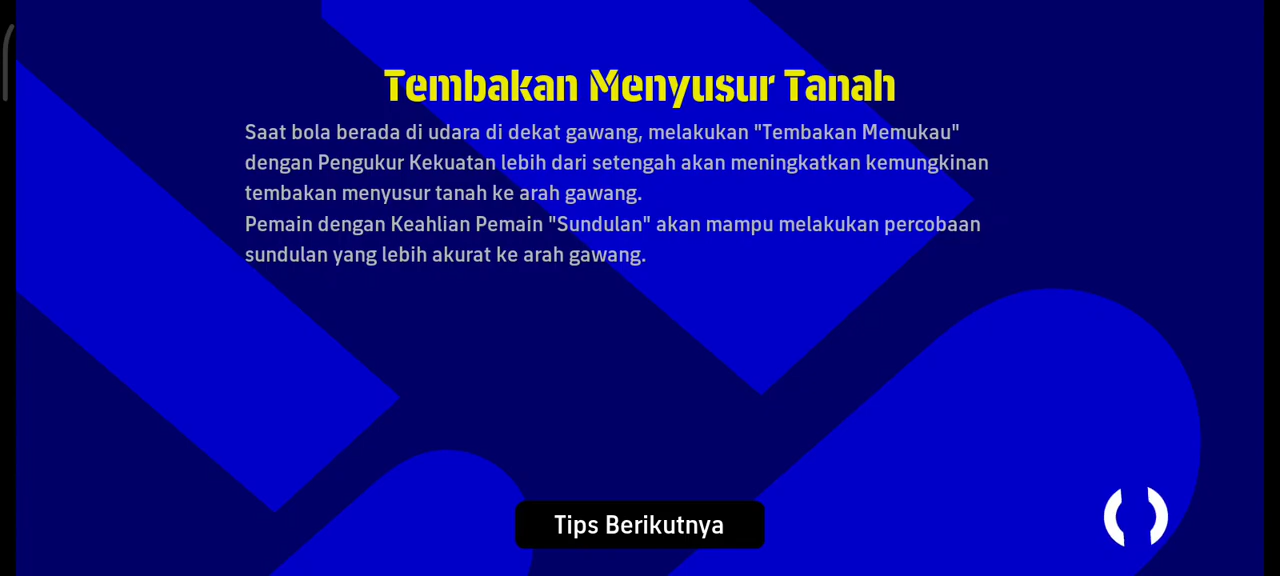 Tembakan Menyusur Tanah
Saat bola berada di udara di dekat gawang, melakukan "Tembakan Memukau"
dengan Pengukur Kekuatan lebih dari setengah akan meningkatkan kemungkinan
tembakan menyusur tanah ke arah gawang.
Pemain dengan Keahlian Pemain "Sundulan" akan mampu melakukan percobaan
sundulan yang lebih akurat ke arah gawang.
Tips Berikutnya